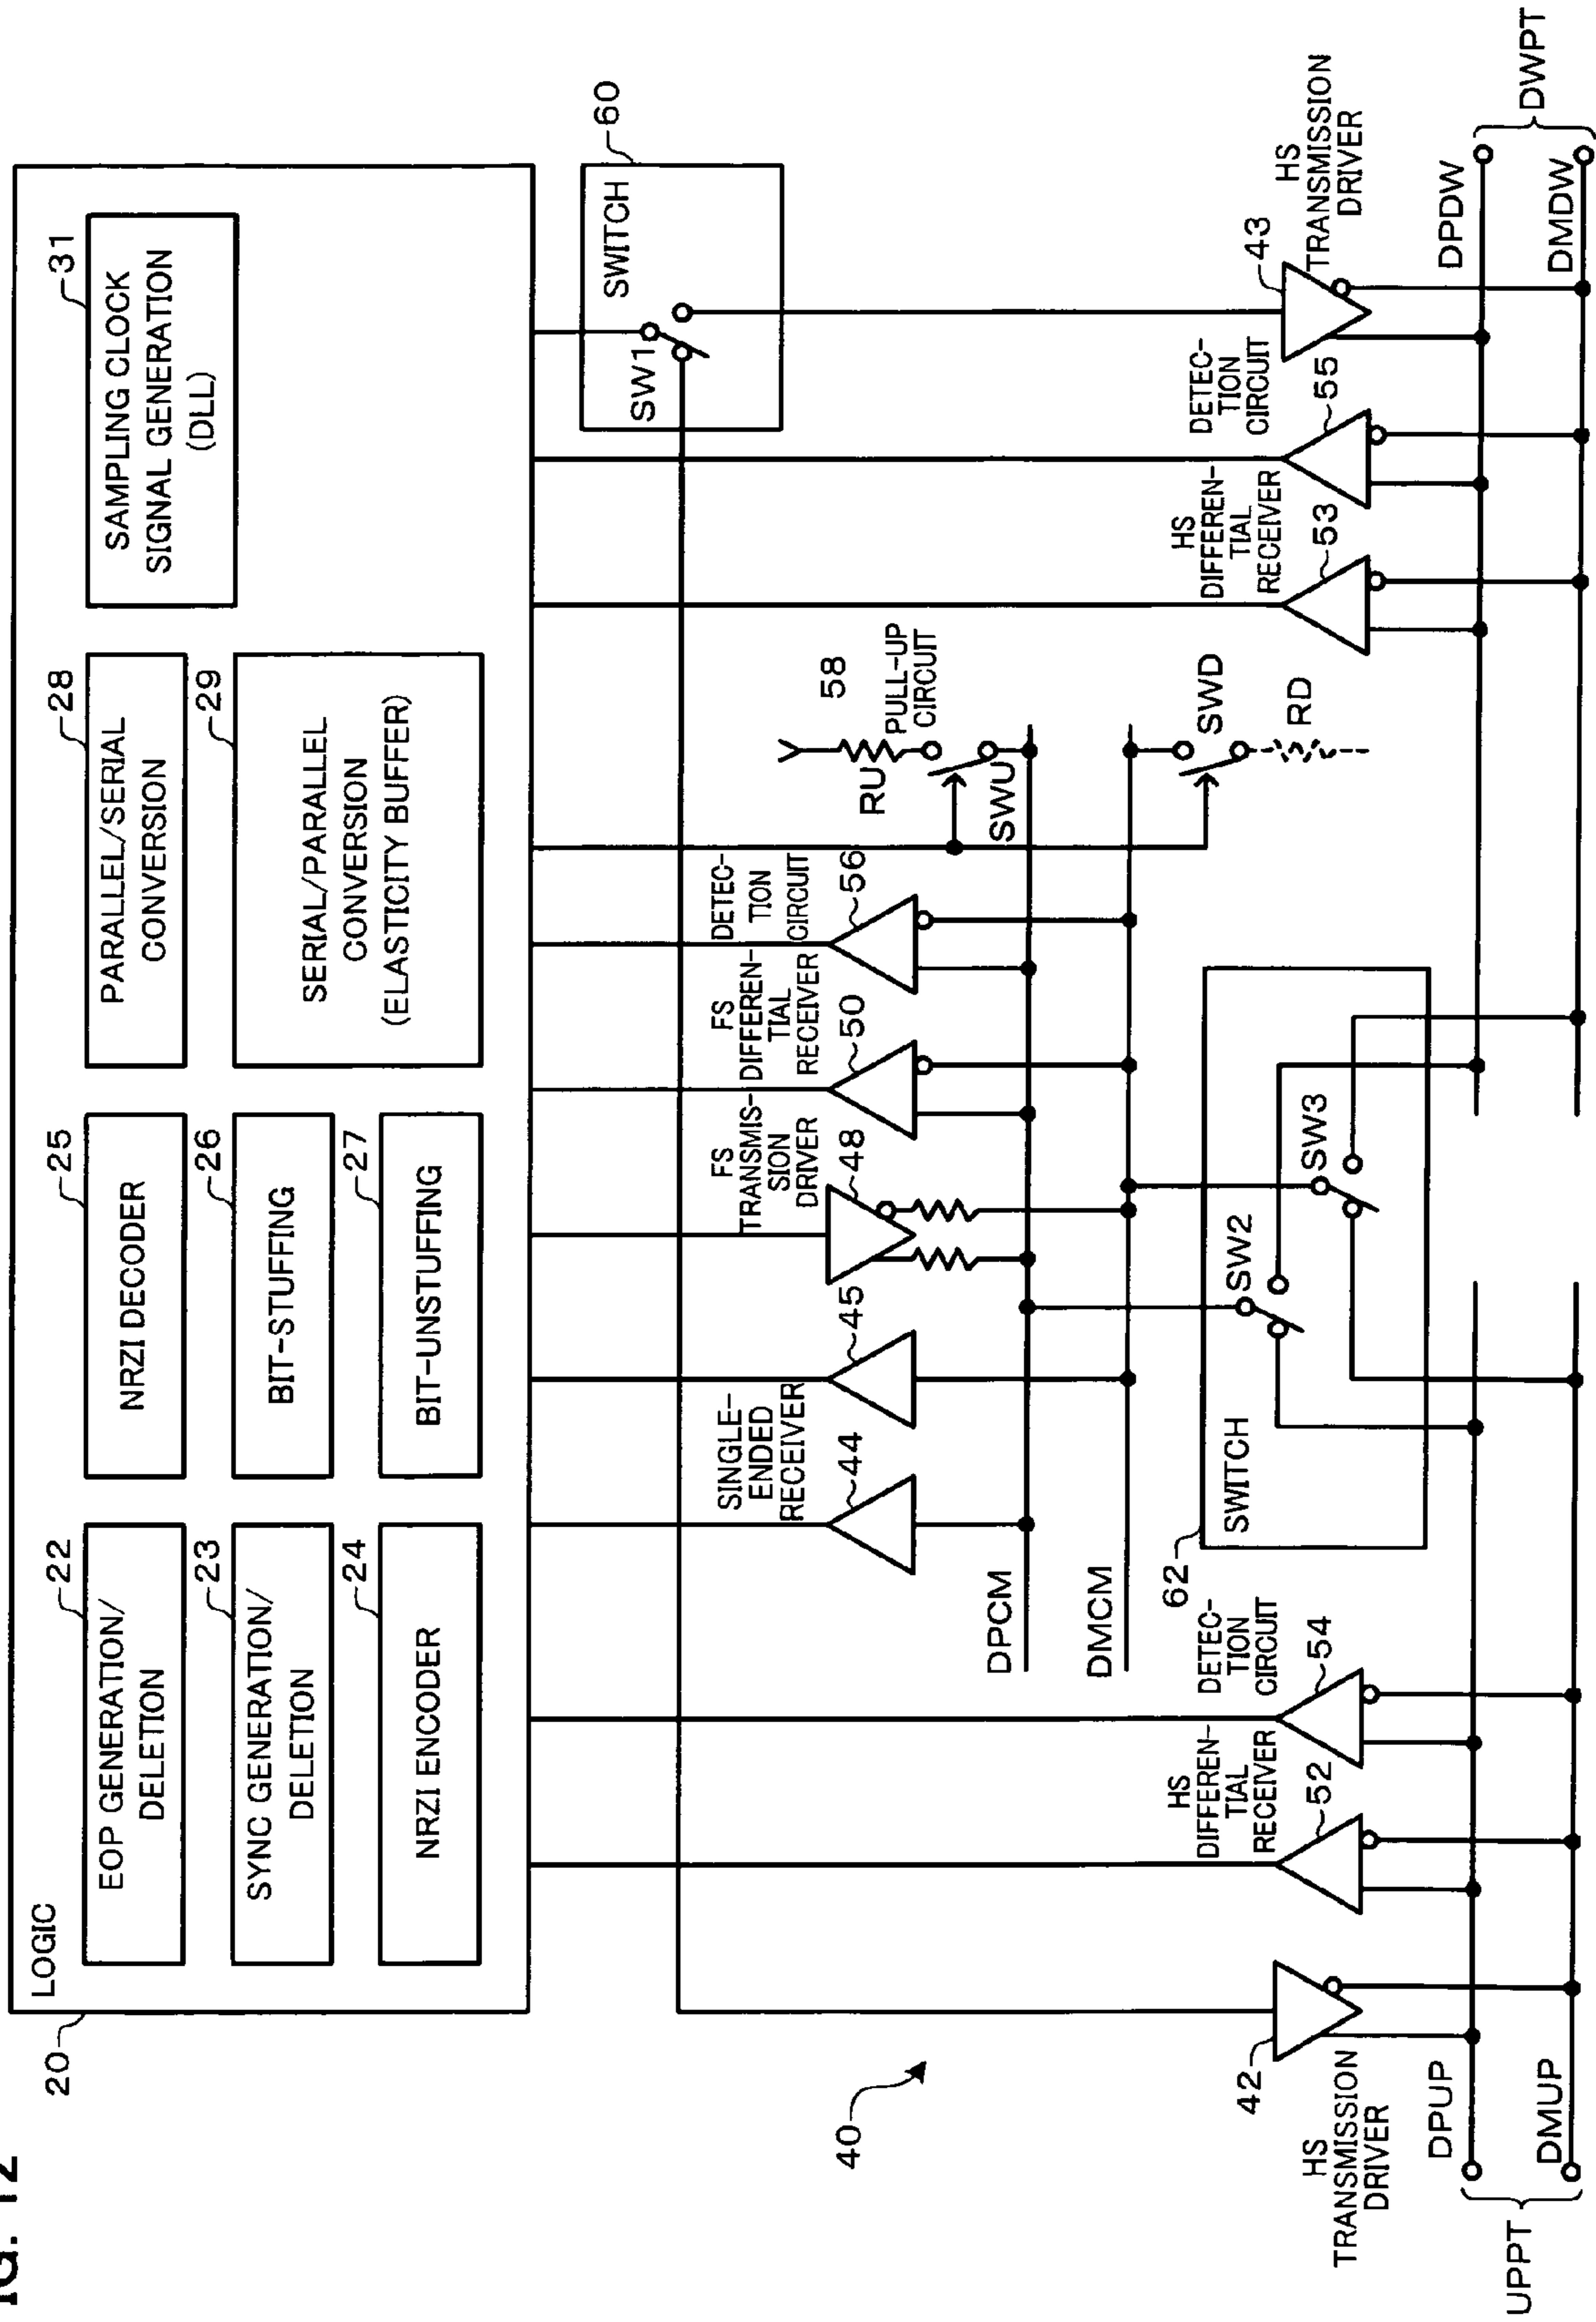 FIG. 12
LOGIC
20
EOP GENERATION/
DELETION
22
SYNC GENERATION/
DELETION
23
NRZI ENCODER
24
NRZI DECODER
25
BIT-STUFFING
26
BIT-UNSTUFFING
27
PARALLEL/SERIAL
CONVERSION
28
SERIAL/PARALLEL
CONVERSION
(ELASTICITY BUFFER)
29
SAMPLING CLOCK
SIGNAL GENERATION
(DLL)
31
SWITCH
60
SW1
40
SINGLE-
ENDED
RECEIVER
44
45
FS
TRANSMIS-
SION
DRIVER
48
FS
DIFFEREN-
TIAL
RECEIVER
50
DETEC-
TION
CIRCUIT
56
RU
58
PULL-UP
CIRCUIT
SWU
SWD
RD
DPCM
DMCM
62
SWITCH
SW2
SW3
42
HS
TRANSMISSION
DRIVER
HS
DIFFEREN-
TIAL
RECEIVER
52
DETEC-
TION
CIRCUIT
54
HS
DIFFEREN-
TIAL
RECEIVER
53
DETEC-
TION
CIRCUIT
55
43
HS
TRANSMISSION
DRIVER
DPUP
DMUP
UPPT
DPDW
DMDW
DWPT